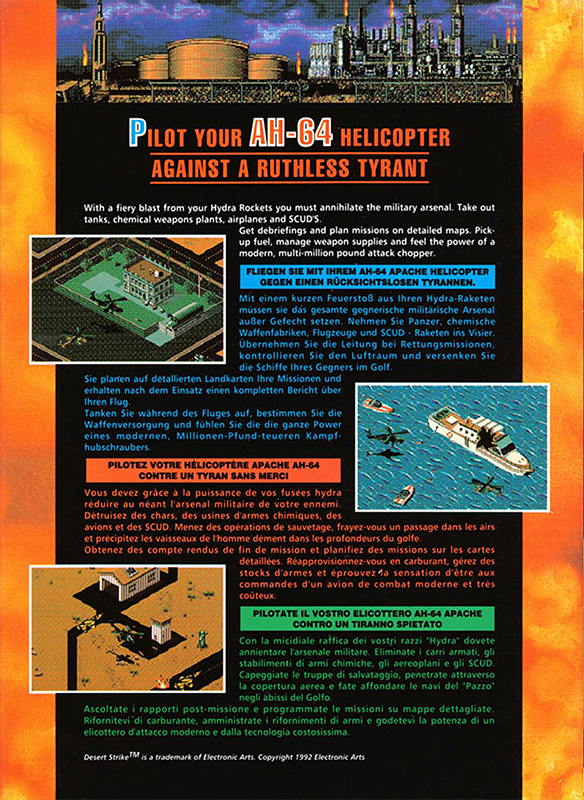 PILOT YOUR AH-64 HELICOPTER
AGAINST A RUTHLESS TYRANT
With a fiery blast from your Hydra Rockets you must annihilate the military arsenal. Take out
tanks, chemical weapons plants, airplanes and SCUD'S.
Get debriefings and plan missions on detailed maps. Pick-
up fuel, manage weapon supplies and feel the power of a
modern, multi-million pound attack chopper.
FLIEGEN SIE MIT IHREM AH-64 APACHE HELICOPTER
GEGEN EINEN RÜCKSICHTSLOSEN TYRANNEN.
Mit einem kurzen Feuerstoß aus Ihren Hydra-Raketen
müssen sie das gesamte gegnerische militärische Arsenal
außer Gefecht setzen. Nehmen Sie Panzer, chemische
Waffenfabriken, Flugzeuge und SCUD - Raketen ins Visier.
Übernehmen Sie die Leitung bei Rettungsmissionen,
kontrollieren Sie den Luftraum und versenken Sie
die Schiffe Ihres Gegners im Golf.
Sie planen auf détallierten Landkarten Ihre Missionen und
erhalten nach dem Einsatz einen kompletten Bericht über
Ihren Flug.
Tanken Sie während des Fluges auf, bestimmen Sie die
Waffenversorgung und fühlen Sie die die ganze Power
eines modernen, Millionen-Pfund-teueren Kampf-
hubschraubers.
PILOTEZ VOTRE HÉLICOPTÈRE APACHE AH-64
CONTRE UN TYRAN SANS MERCI
Vous devez grâce à la puissance de vos fusées hydra
réduire au néant l'arsenal militaire de votre ennemi.
Détruisez des chars, des usines d'armes chimiques, des
avions et des SCUD. Menez des opérations de sauvetage, frayez-vous un passage dans les airs
et précipitez les vaisseaux de l'homme dément dans les profondeurs du golfe.
Obtenez des compte rendus de fin de mission et planifiez des missions sur les cartes
détaillées. Réapprovisionnez-vous en carburant, gérez des
stocks d'armes et éprouvez la sensation d'être aux
commandes d'un avion de combat moderne et très
coûteux.
PILOTATE IL VOSTRO ELICOTTERO AH-64 APACHE
CONTRO UN TIRANNO SPIETATO
Con la micidiale raffica dei vostri razzi "Hydra" dovete
annientare l'arsenale militare. Eliminate i carri armati, gli
stabilimenti di armi chimiche, gli aereoplani e gli SCUD.
Capeggiate le truppe di salvataggio, penetrate attraverso
la copertura aerea e fate affondare le navi del "Pazzo"
negli abissi del Golfo.
Ascoltate i rapporti post-missione e programmate le missioni su mappe dettagliate.
Rifornitevi di carburante, amministrate i rifornimenti di armi e godetevi la potenza di un
elicottero d'attacco moderno e dalla tecnologia costosissima.
Desert Strike™ is a trademark of Electronic Arts. Copyright 1992 Electronic Arts